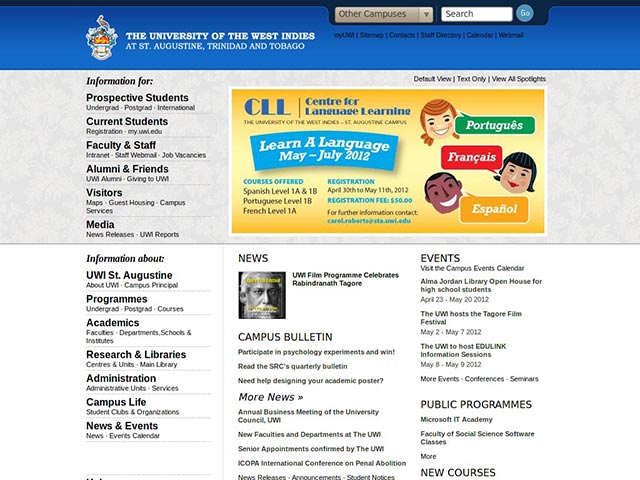 Other Campuses
Search
Go
THE UNIVERSITY OF THE WEST INDIES
AT ST. AUGUSTINE, TRINIDAD AND TOBAGO
myUWI | Sitemap | Contacts | Staff Directory | Calendar | Webmail
Information for:
Default View | Text Only | View All Spotlights
Prospective Students
Undergrad · Postgrad · International
Current Students
Registration · my.uwi.edu
Faculty & Staff
Intranet · Staff Webmail · Job Vacancies
Alumni & Friends
UWI Alumni · Giving to UWI
Visitors
Maps · Guest Housing · Campus
Services
Media
News Releases · UWI Reports
CLL Centre for
Language Learning
THE UNIVERSITY OF THE WEST INDIES – ST. AUGUSTINE CAMPUS
Learn A Language
May – July 2012
COURSES OFFERED
Spanish Level 1A & 1B
Portuguese Level 1B
French Level 1A
REGISTRATION
April 30th to May 11th, 2012
REGISTRATION FEE: $50.00
For further information contact:
carol.roberts@sta.uwi.edu
Português
Français
Español
Information about:
UWI St. Augustine
About UWI · Campus Principal
Programmes
Undergrad · Postgrad · Courses
Academics
Faculties · Departments,Schools &
Institutes
Research & Libraries
Centres & Units · Main Library
Administration
Administrative Units · Services
Campus Life
Student Clubs & Organizations
News & Events
News · Events Calendar
NEWS
UWI Film Programme Celebrates
Rabindranath Tagore
CAMPUS BULLETIN
Participate in psychology experiments and win!
Read the SRC's quarterly bulletin
Need help designing your academic poster?
More News »
Annual Business Meeting of the University
Council, UWI
New Faculties and Departments at The UWI
Senior Appointments confirmed by The UWI
ICOPA International Conference on Penal Abolition
News Releases · Announcements · Student Notices
EVENTS
Visit the Campus Events Calendar
Alma Jordan Library Open House for
high school students
April 23 - May 20 2012
The UWI hosts the Tagore Film
Festival
May 2 - May 7 2012
The UWI to host EDULINK
Information Sessions
May 8 - May 9 2012
More Events · Conferences · Seminars
PUBLIC PROGRAMMES
Microsoft IT Academy
Faculty of Social Science Software
Classes
More
NEW COURSES